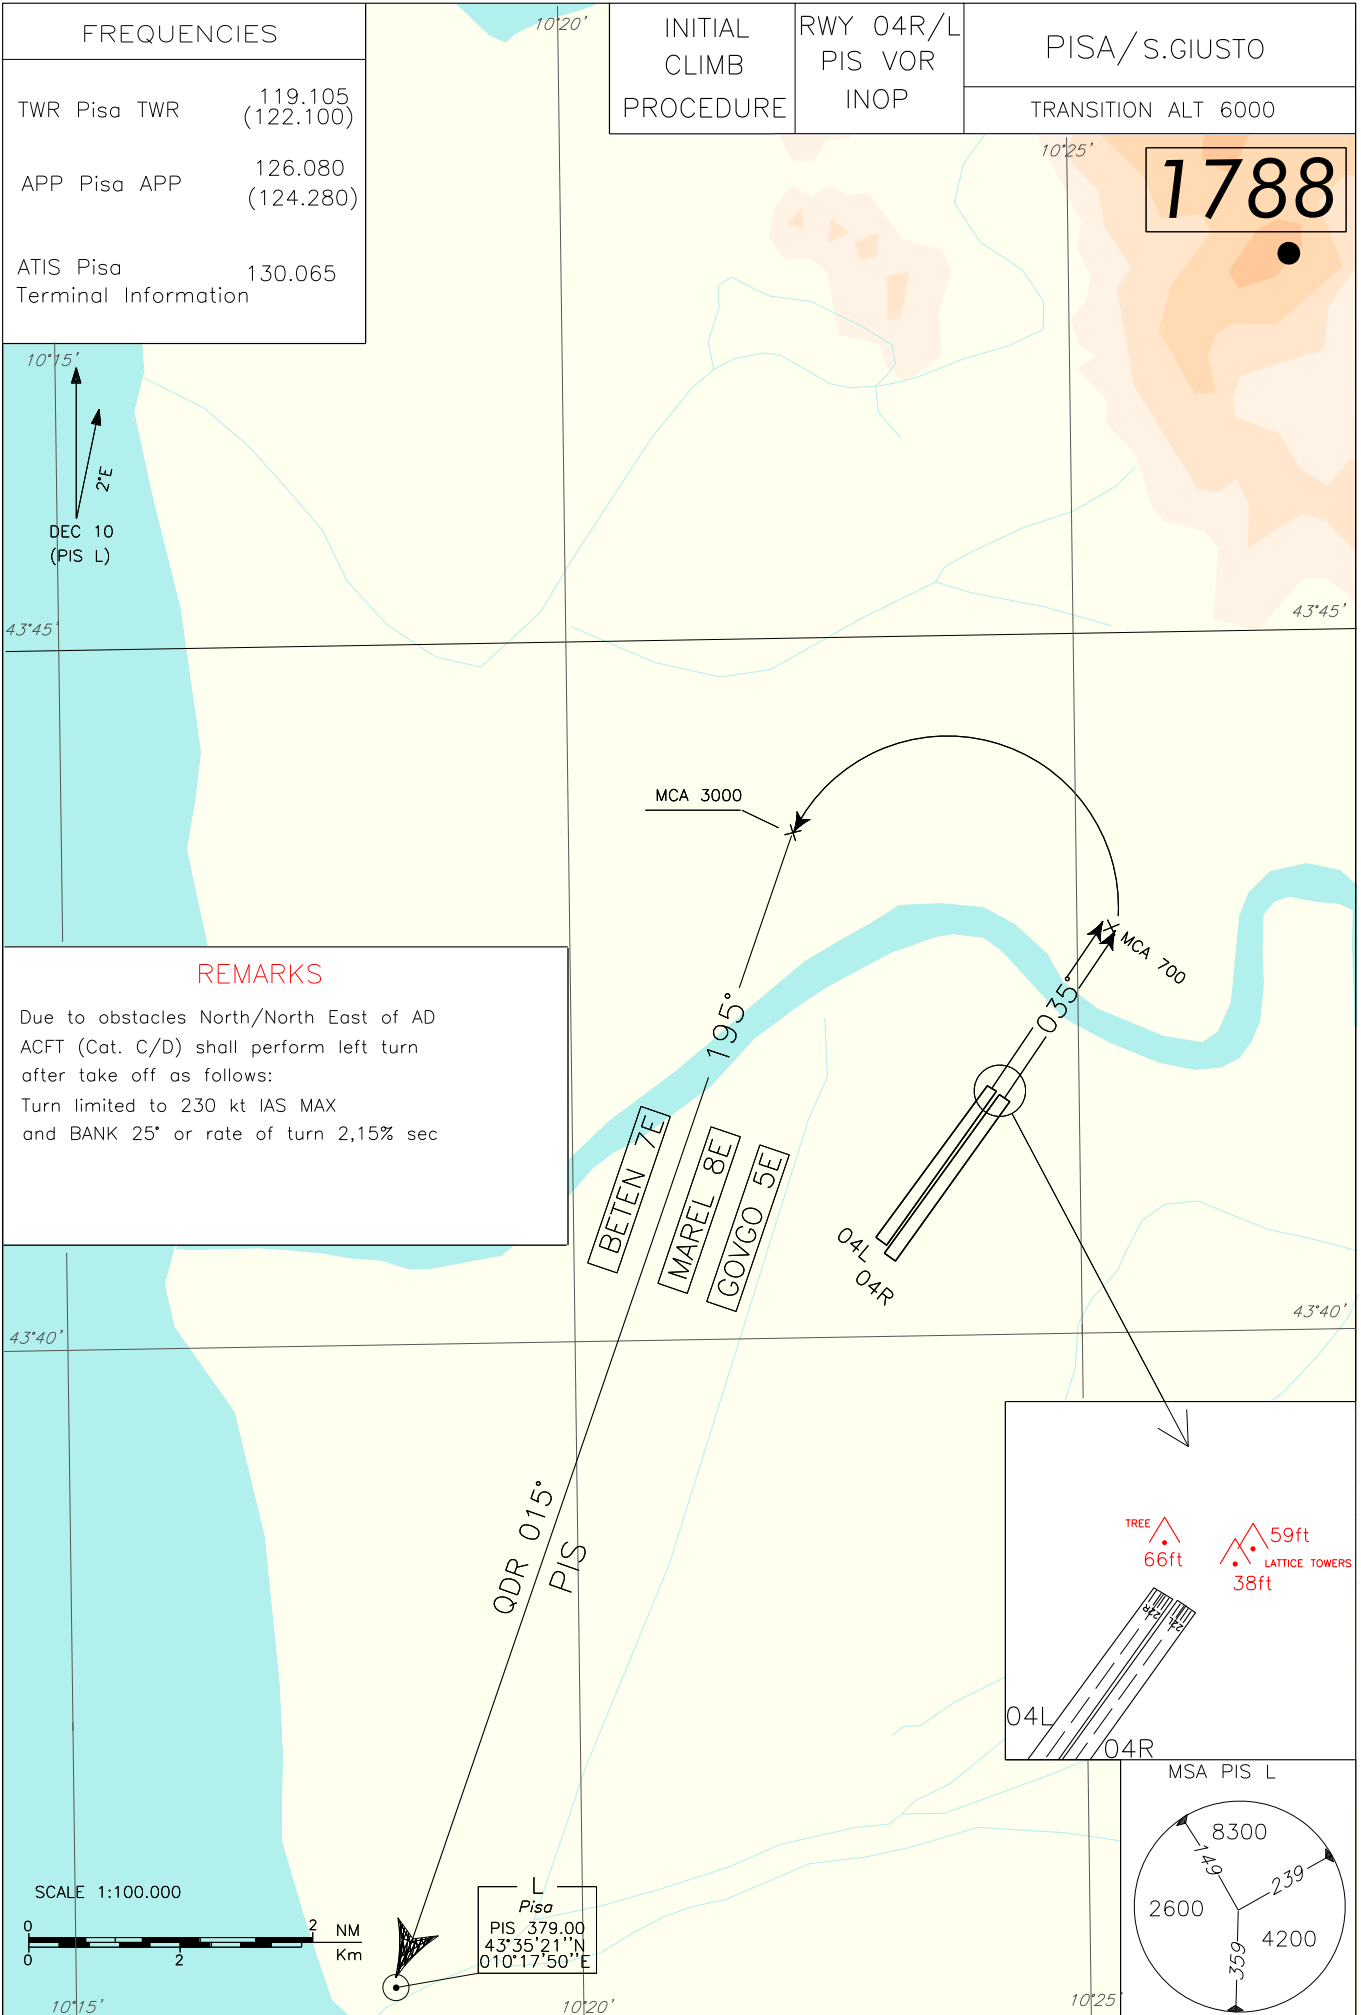 FREQUENCIES
TWR Pisa TWR 119.105
(122.100)
APP Pisa APP 126.080
(124.280)
ATIS Pisa
Terminal Information 130.065
10°20'
INITIAL
CLIMB
PROCEDURE
RWY 04R/L
PIS VOR
INOP
PISA/S.GIUSTO
TRANSITION ALT 6000
10°25'
1788
10°15'
2°E
DEC 10
(PIS L)
43°45'
43°45'
MCA 3000
MCA 700
035°
195°
REMARKS
Due to obstacles North/North East of AD
ACFT (Cat. C/D) shall perform left turn
after take off as follows:
Turn limited to 230 kt IAS MAX
and BANK 25° or rate of turn 2,15% sec
BETEN 7E
MAREL 8E
GOVGO 5E
04L
04R
43°40'
43°40'
QDR 015°
PIS
TREE
66ft
59ft
LATTICE TOWERS
38ft
22R
22L
04L
04R
MSA PIS L
8300
149
239
2600
4200
359
SCALE 1:100.000
0 2 NM
0 2 Km
L
Pisa
PIS 379.00
43°35'21''N
010°17'50''E
10°15'
10°20'
10°25'